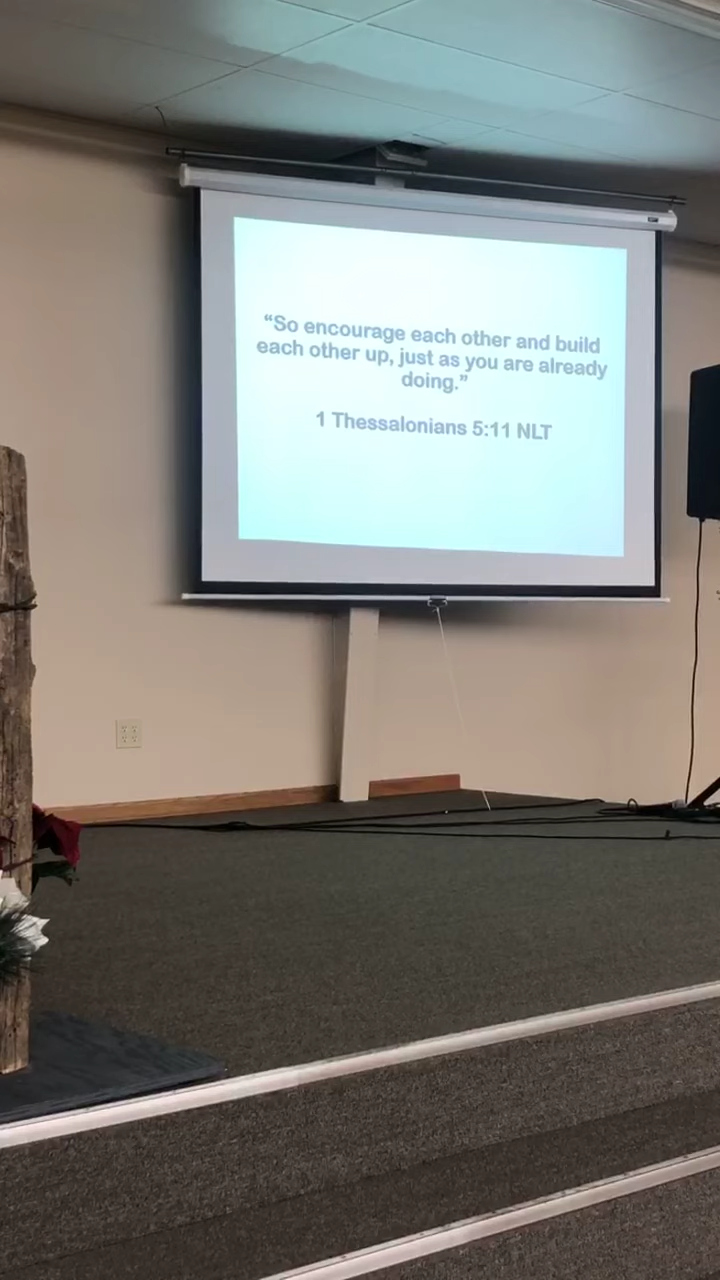 “So encourage each other and build
each other up, just as you are already
doing.”
1 Thessalonians 5:11 NLT